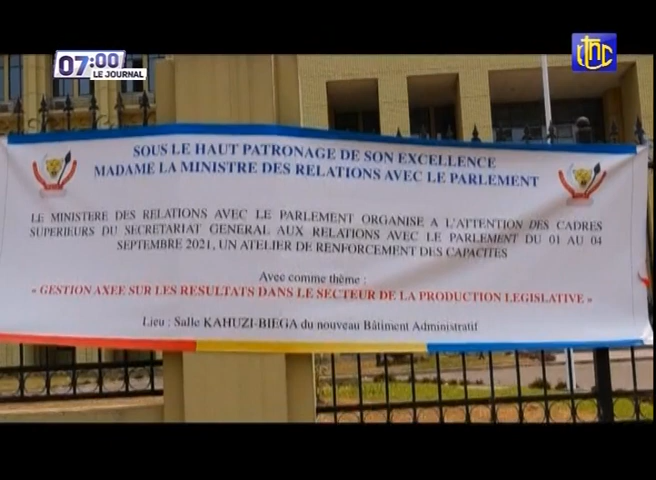 07:00
LE JOURNAL
SOUS LE HAUT PATRONAGE DE SON EXCELLENCE
MADAME LA MINISTRE DES RELATIONS AVEC LE PARLEMENT
LE MINISTERE DES RELATIONS AVEC LE PARLEMENT ORGANISE A L'ATTENTION DES CADRES
SUPERIEURS DU SECRETARIAT GENERAL AUX RELATIONS AVEC LE PARLEMENT DU 01 AU 04
SEPTEMBRE 2021, UN ATELIER DE RENFORCEMENT DES CAPACITES
Avec comme thème :
« GESTION AXEE SUR LES RESULTATS DANS LE SECTEUR DE LA PRODUCTION LEGISLATIVE »
Lieu : Salle KAHUZI-BIEGA du nouveau Bâtiment Administratif